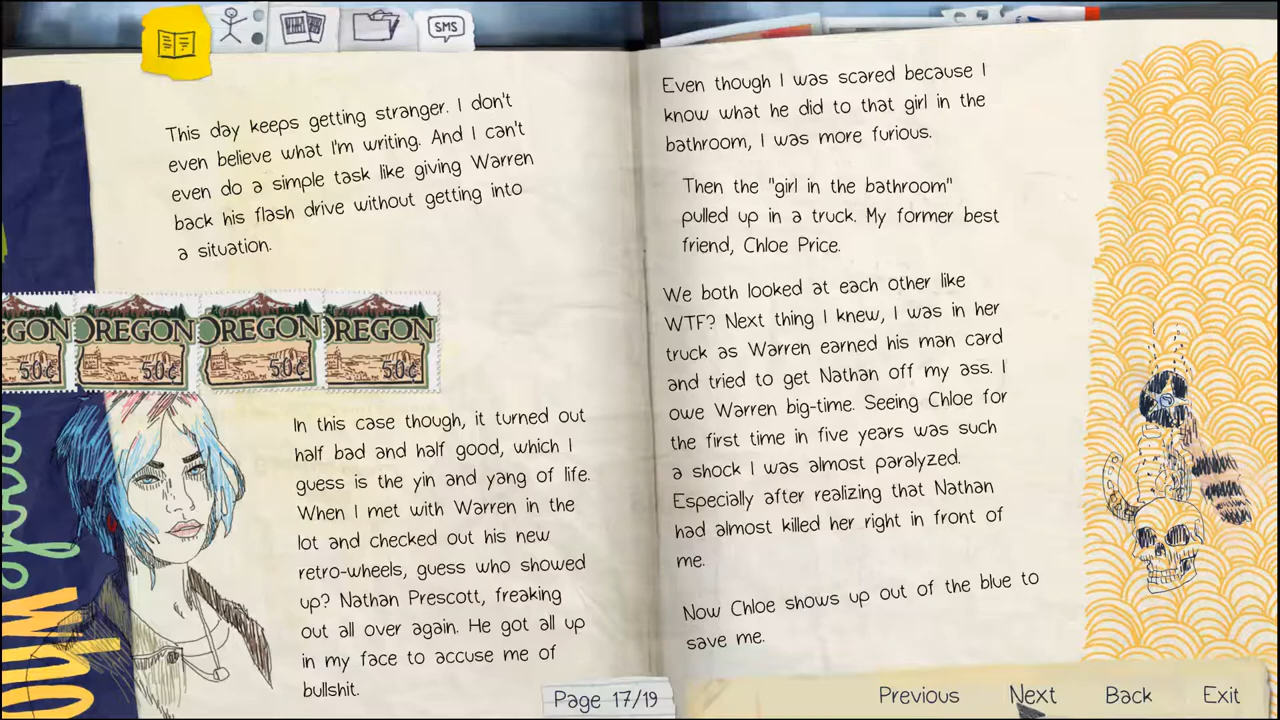 SMS
This day keeps getting stranger. I don't
even believe what I'm writing. And I can't
even do a simple task like giving Warren
back his flash drive without getting into
a situation.
EGON OREGON OREGON OREGON
50¢ 50¢ 50¢ 50¢
In this case though, it turned out
half bad and half good, which I
guess is the yin and yang of life.
When I met with Warren in the
lot and checked out his new
retro-wheels, guess who showed
up? Nathan Prescott, freaking
out all over again. He got all up
in my face to accuse me of
bullshit.
Who
Even though I was scared because I
know what he did to that girl in the
bathroom, I was more furious.
Then the "girl in the bathroom"
pulled up in a truck. My former best
friend, Chloe Price.
We both looked at each other like
WTF? Next thing I knew, I was in her
truck as Warren earned his man card
and tried to get Nathan off my ass. I
owe Warren big-time. Seeing Chloe for
the first time in five years was such
a shock I was almost paralyzed.
Especially after realizing that Nathan
had almost killed her right in front of
me.
Now Chloe shows up out of the blue to
save me.
Page 17/19
Previous Next Back Exit